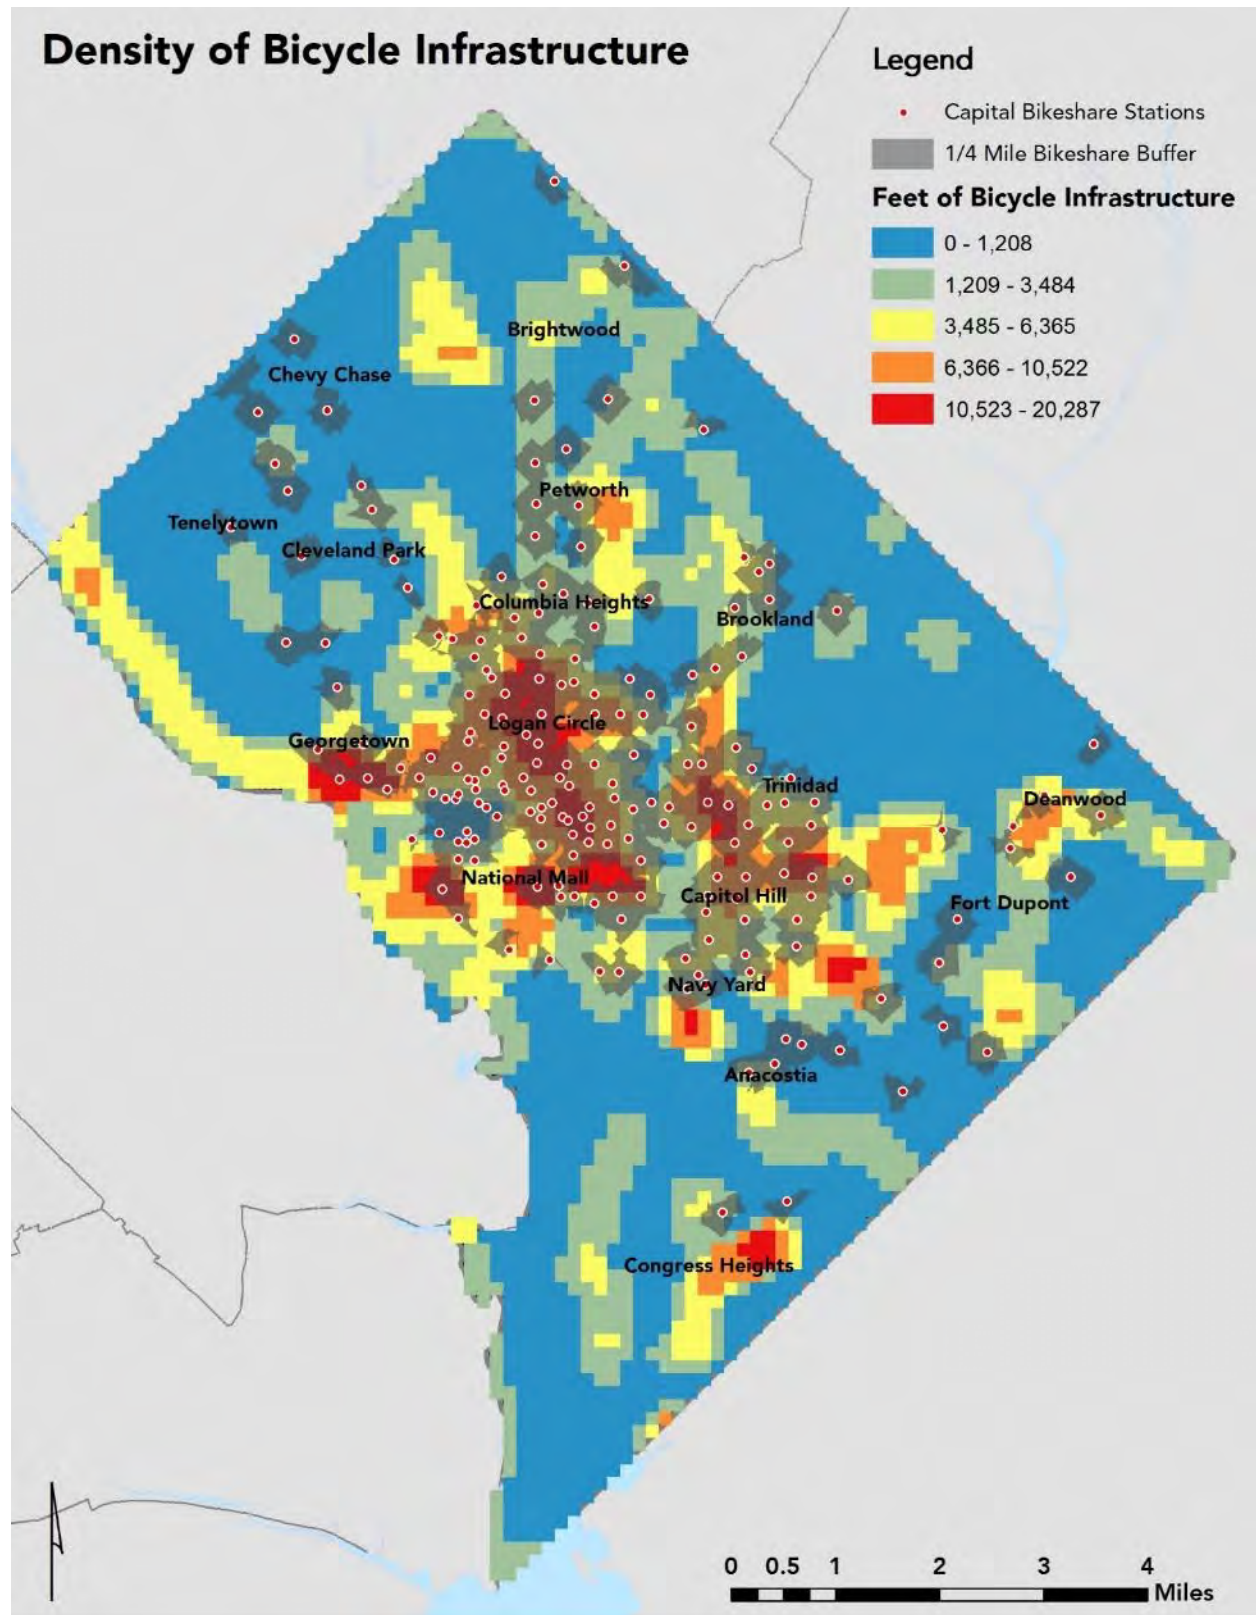 Density of Bicycle Infrastructure
Legend
Capital Bikeshare Stations
1/4 Mile Bikeshare Buffer
Feet of Bicycle Infrastructure
0 - 1,208
1,209 - 3,484
3,485 - 6,365
6,366 - 10,522
10,523 - 20,287
Brightwood
Chevy Chase
Petworth
Tenelytown
Cleveland Park
Columbia Heights
Brookland
Logan Circle
Georgetown
Trinidad
Deanwood
National Mall
Capitol Hill
Fort Dupont
Navy Yard
Anacostia
Congress Heights
0 0.5 1 2 3 4
Miles